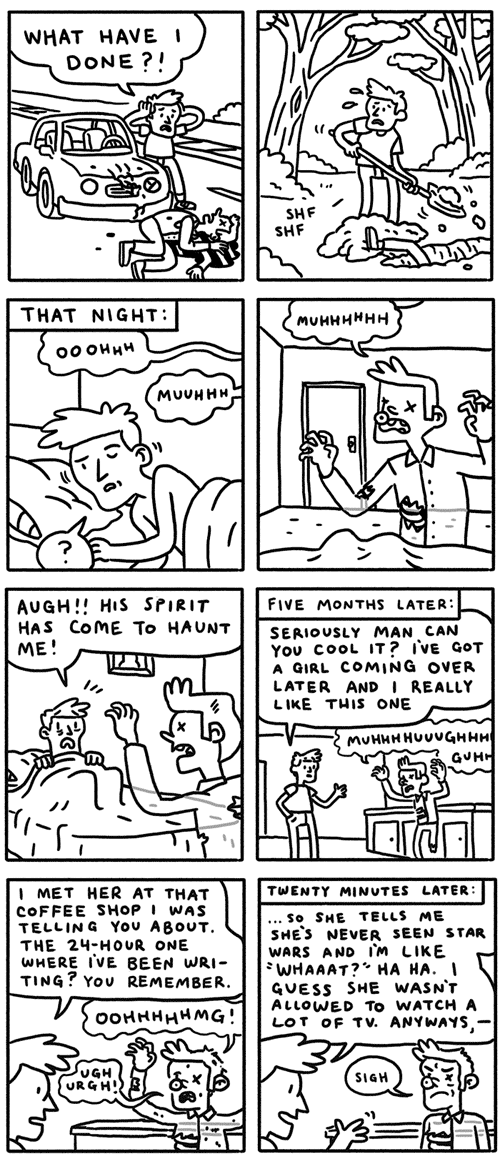 WHAT HAVE I
DONE?!
SHF
SHF
THAT NIGHT:
OOOHHH
MUUHHH
?
MUHHHHHH
AUGH!! HIS SPIRIT
HAS COME TO HAUNT
ME!
FIVE MONTHS LATER:
SERIOUSLY MAN CAN
YOU COOL IT? I'VE GOT
A GIRL COMING OVER
LATER AND I REALLY
LIKE THIS ONE
MUHHHHUUUGHHHH
GUHH
I MET HER AT THAT
COFFEE SHOP I WAS
TELLING YOU ABOUT.
THE 24-HOUR ONE
WHERE I'VE BEEN WRI-
TING? YOU REMEMBER.
OOHHHHHMG!
UGH
URGH!
TWENTY MINUTES LATER:
...SO SHE TELLS ME
SHE'S NEVER SEEN STAR
WARS AND I'M LIKE
"WHAAAT?" HA HA. I
GUESS SHE WASN'T
ALLOWED TO WATCH A
LOT OF TV. ANYWAYS,—
SIGH